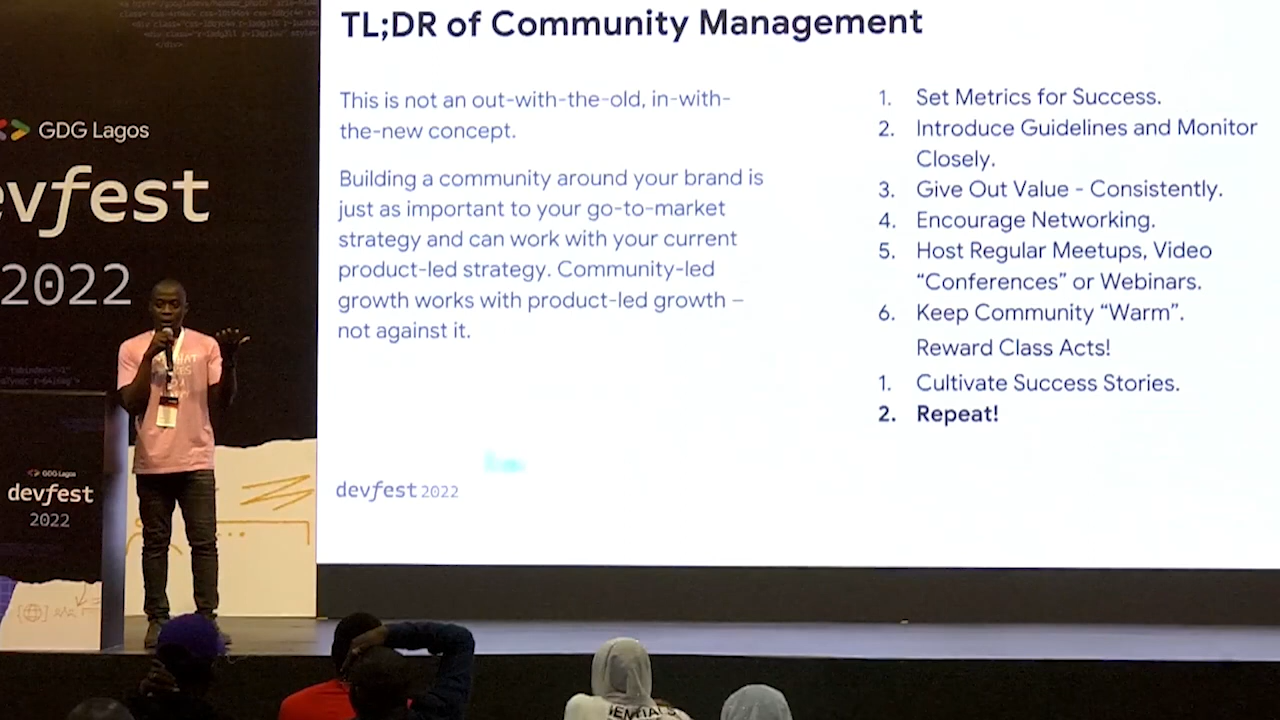 TL;DR of Community Management
This is not an out-with-the-old, in-with-
the-new concept.
Building a community around your brand is
just as important to your go-to-market
strategy and can work with your current
product-led strategy. Community-led
growth works with product-led growth –
not against it.
1. Set Metrics for Success.
2. Introduce Guidelines and Monitor
Closely.
3. Give Out Value - Consistently.
4. Encourage Networking.
5. Host Regular Meetups, Video
“Conferences” or Webinars.
6. Keep Community “Warm”.
Reward Class Acts!
1. Cultivate Success Stories.
2. Repeat!
devfest 2022
GDG Lagos
evfest
2022
GDG Lagos
devfest
2022